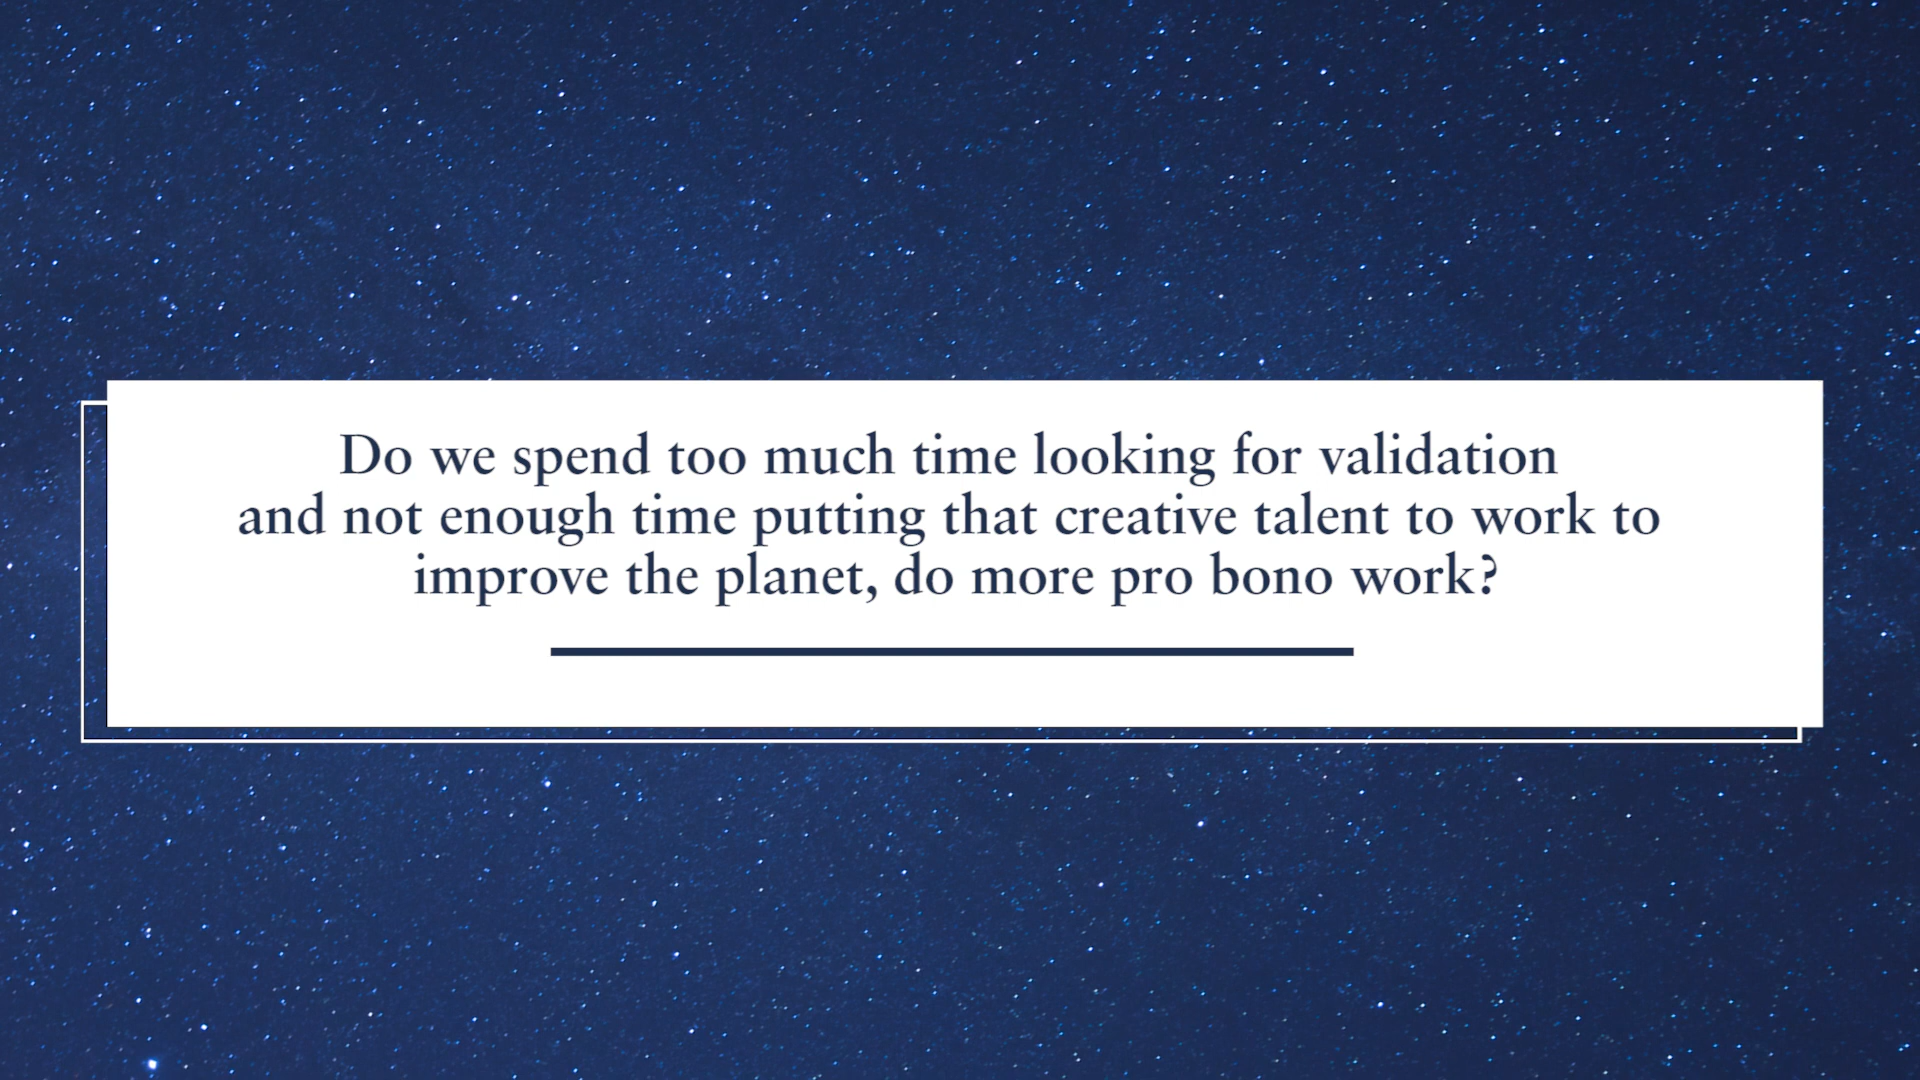 Do we spend too much time looking for validation
and not enough time putting that creative talent to work to
improve the planet, do more pro bono work?